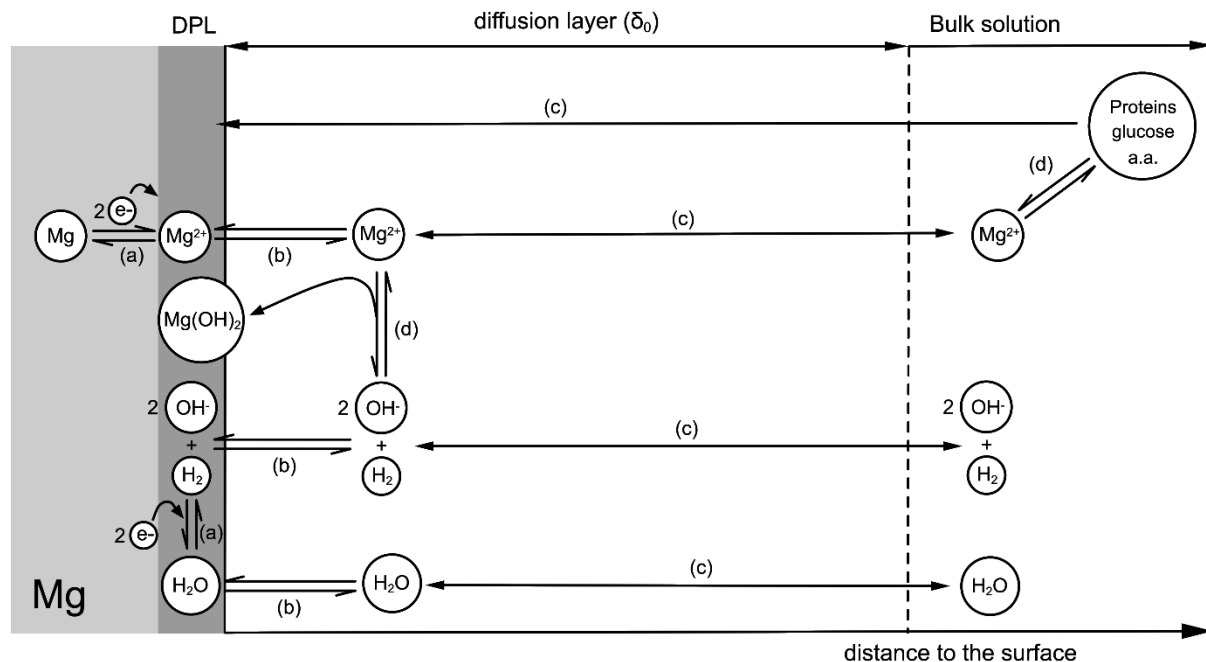 DPL
diffusion layer (δ₀)
Bulk solution
(c)
Proteins
glucose
a.a.
(d)
2 e-
Mg
(a)
Mg²⁺
(b)
Mg²⁺
(c)
Mg²⁺
Mg(OH)₂
(d)
2 OH-
+
H₂
(b)
2 OH-
+
H₂
(c)
2 OH-
+
H₂
2 e-
(a)
H₂O
(b)
H₂O
(c)
H₂O
Mg
distance to the surface